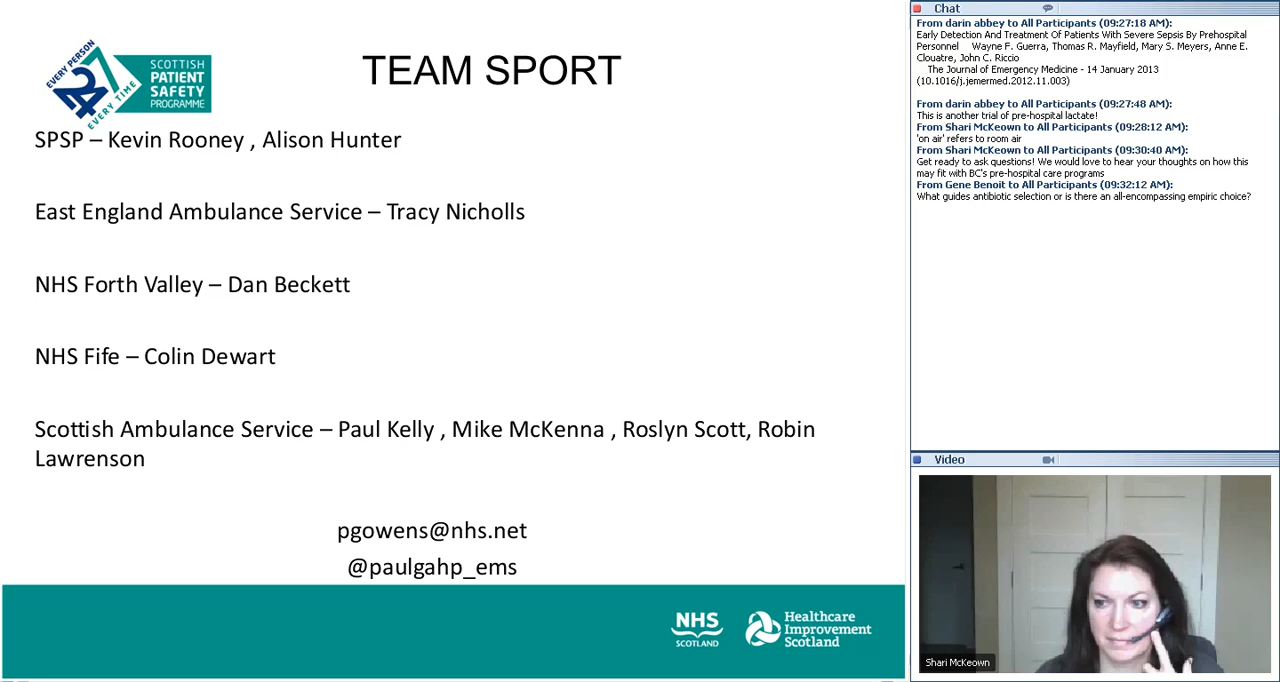 EVERY PERSON
24
7
EVERY TIME
SCOTTISH
PATIENT
SAFETY
PROGRAMME
TEAM SPORT
SPSP – Kevin Rooney , Alison Hunter
East England Ambulance Service – Tracy Nicholls
NHS Forth Valley – Dan Beckett
NHS Fife – Colin Dewart
Scottish Ambulance Service – Paul Kelly , Mike McKenna , Roslyn Scott, Robin
Lawrenson
pgowens@nhs.net
@paulgahp_ems
NHS
SCOTLAND
Healthcare
Improvement
Scotland
Chat
From darin abbey to All Participants (09:27:18 AM):
Early Detection And Treatment Of Patients With Severe Sepsis By Prehospital
Personnel Wayne F. Guerra, Thomas R. Mayfield, Mary S. Meyers, Anne E.
Clouatre, John C. Riccio
The Journal of Emergency Medicine - 14 January 2013
(10.1016/j.jemermed.2012.11.003)
From darin abbey to All Participants (09:27:48 AM):
This is another trial of pre-hospital lactate!
From Shari McKeown to All Participants (09:28:12 AM):
'on air' refers to room air
From Shari McKeown to All Participants (09:30:40 AM):
Get ready to ask questions! We would love to hear your thoughts on how this
may fit with BC's pre-hospital care programs
From Gene Benoit to All Participants (09:32:12 AM):
What guides antibiotic selection or is there an all-encompassing empiric choice?
Video
Shari McKeown